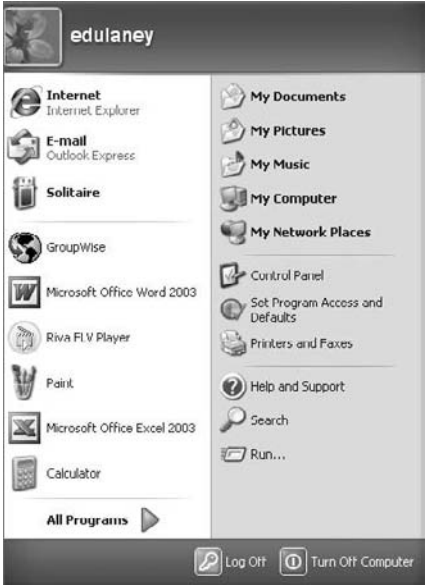 edulaney
Internet
Internet Explorer
E-mail
Outlook Express
Solitaire
GroupWise
Microsoft Office Word 2003
Riva FLV Player
Paint
Microsoft Office Excel 2003
Calculator
All Programs
My Documents
My Pictures
My Music
My Computer
My Network Places
Control Panel
Set Program Access and
Defaults
Printers and Faxes
Help and Support
Search
Run...
Log Off
Turn Off Computer